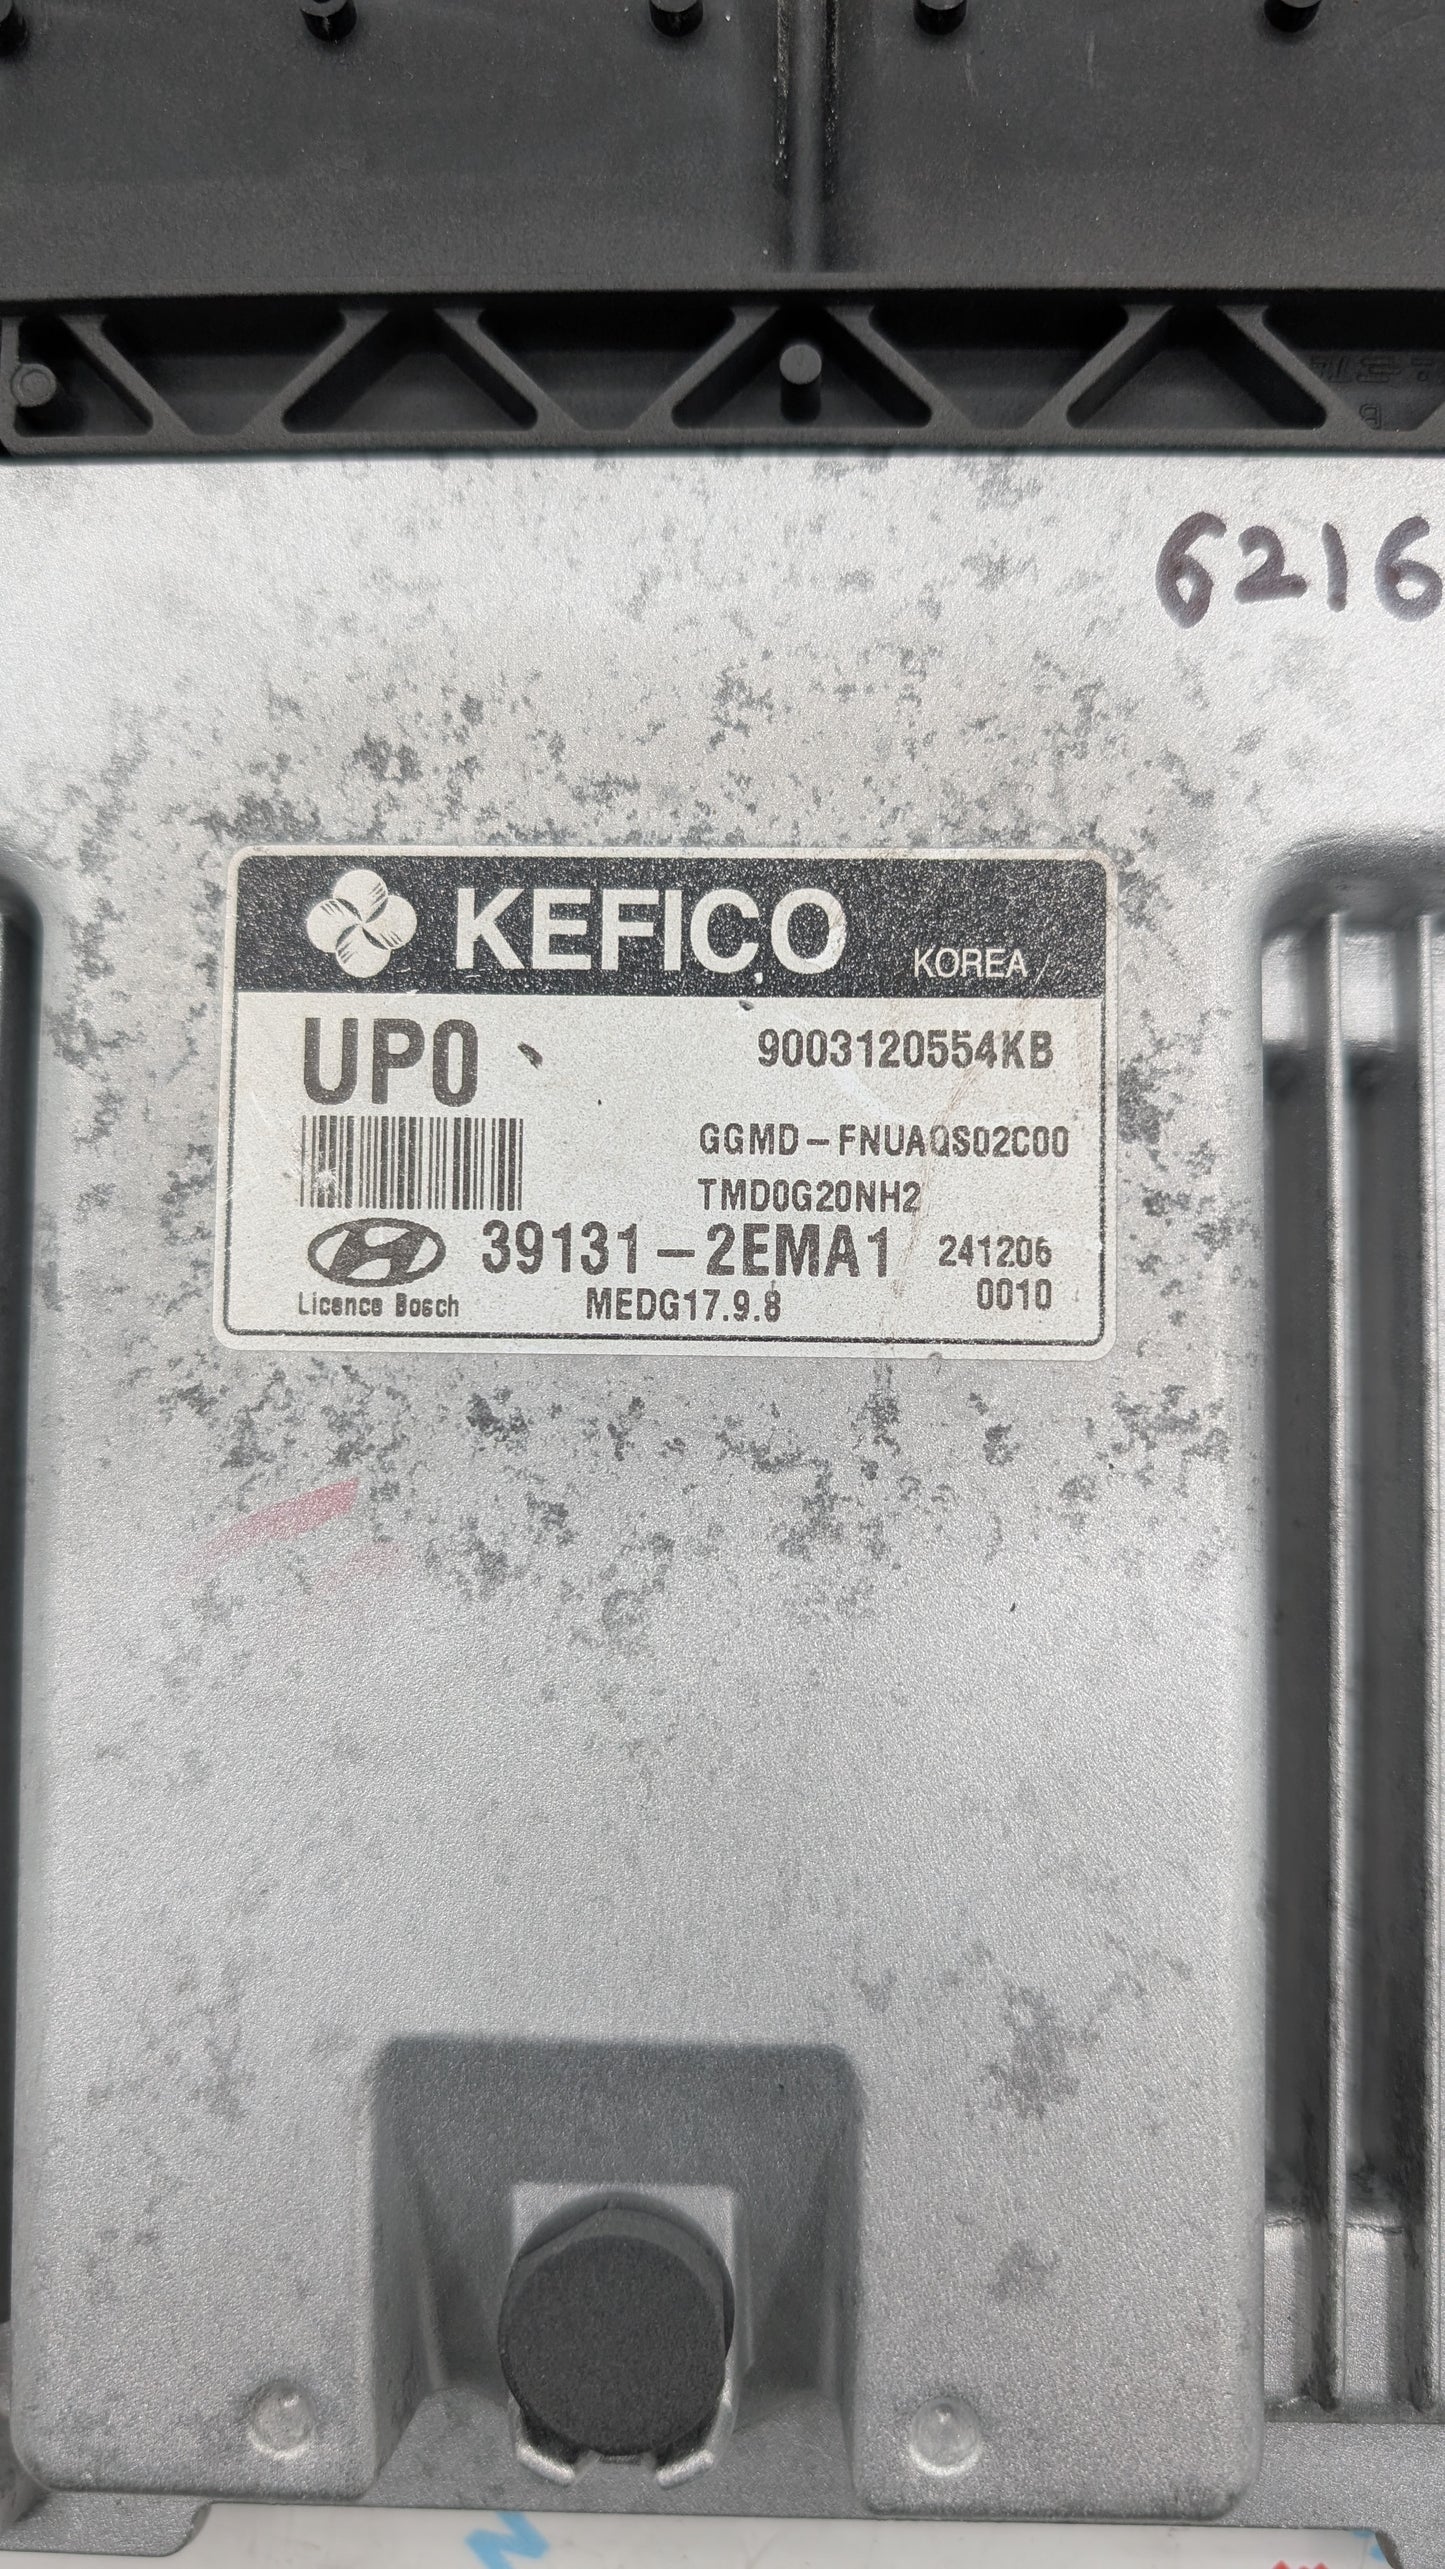 6216
KEFICO KOREA
UP0 9003120554KB
GGMD-FNUAQS02C00
TMD0G20NH2
39131-2EMA1 241206
Licence Bosch MEDG17.9.8 0010